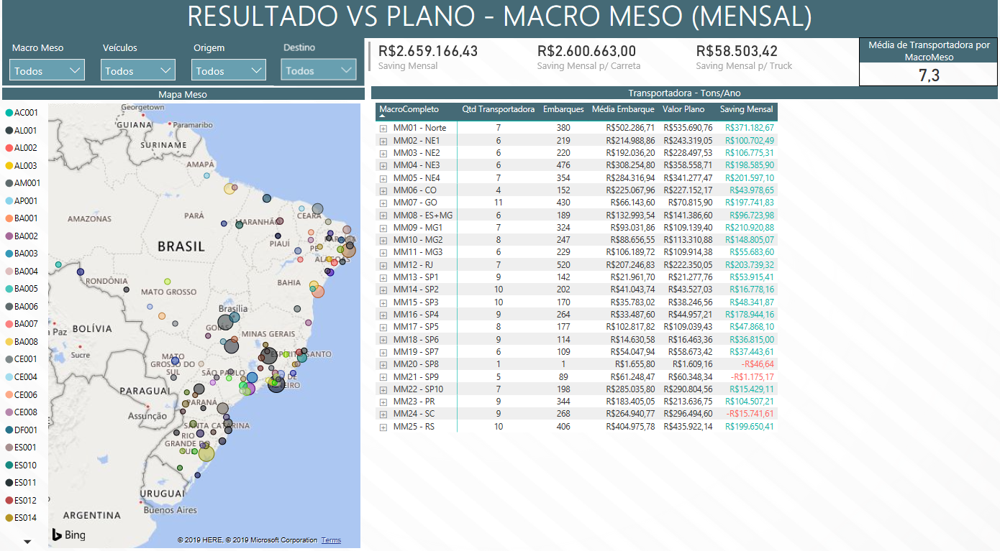 RESULTADO VS PLANO - MACRO MESO (MENSAL)
Macro Meso Veículos Origem Destino
Todos Todos Todos Todos
R$2.659.166,43 R$2.600.663,00 R$58.503,42
Saving Mensal Saving Mensal p/ Carreta Saving Mensal p/ Truck
Média de Transportadora por
MacroMeso
7,3
Mapa Meso
AC001
AL001
AL002
AL003
AM001
AP001
BA001
BA002
BA003
BA004
BA005
BA006
BA007
BA008
CE001
CE004
CE006
CE008
DF001
ES001
ES010
ES011
ES012
ES014
Georgetown
GUIANA Paramaribo
SURINAME
AMAPÁ
AMAZONAS PARÁ MARANHÃO CEARÁ
BRASIL PIAUÍ PE
ALAGOAS
RONDÔNIA BAHIA
MATO GROSSO
Brasília
GOIÁS
a Paz BOLÍVIA MINAS GERAIS
Sucre ESPÍRITO SANTO
MATO
GROSSO DO
SUL SÃO PAULO DE
JANEIRO
PARAGUAI
PARANÁ
Assunção
SANTA CATARINA
RIO
GRANDE DO
SUL
URUGUAI
Buenos Aires
ARGENTINA
Bing
© 2019 HERE, © 2019 Microsoft Corporation Terms
Transportadora - Tons/Ano
MacroCompleto Qtd Transportadora Embarques Média Embarque Valor Plano Saving Mensal
MM01 - Norte 7 380 R$502.286,71 R$535.690,76 R$371.182,67
MM02 - NE1 6 219 R$214.988,86 R$243.319,05 R$100.702,49
MM03 - NE2 6 220 R$192.036,20 R$228.497,53 R$106.775,31
MM04 - NE3 6 476 R$308.254,80 R$358.558,71 R$198.585,90
MM05 - NE4 7 354 R$284.316,94 R$341.277,47 R$201.597,10
MM06 - CO 4 152 R$225.067,96 R$227.152,17 R$43.978,65
MM07 - GO 11 430 R$66.143,60 R$70.815,90 R$197.741,83
MM08 - ES+MG 6 189 R$132.993,54 R$141.386,60 R$96.723,98
MM09 - MG1 7 324 R$93.031,86 R$109.139,40 R$210.920,88
MM10 - MG2 8 247 R$88.656,55 R$113.310,88 R$148.805,07
MM11 - MG3 6 229 R$106.189,72 R$109.914,38 R$55.683,60
MM12 - RJ 7 520 R$207.246,83 R$222.350,05 R$203.739,32
MM13 - SP1 9 142 R$21.961,70 R$21.277,76 R$53.915,41
MM14 - SP2 10 202 R$41.043,74 R$43.527,03 R$16.778,16
MM15 - SP3 10 170 R$35.783,02 R$38.246,56 R$48.341,87
MM16 - SP4 9 264 R$33.487,60 R$44.957,21 R$178.944,16
MM17 - SP5 8 177 R$102.817,82 R$109.039,43 R$47.868,10
MM18 - SP6 9 114 R$14.630,58 R$16.463,36 R$36.815,00
MM19 - SP7 6 109 R$54.047,94 R$58.673,42 R$37.443,61
MM20 - SP8 1 1 R$1.655,80 R$1.609,16 -R$46,64
MM21 - SP9 5 89 R$61.248,47 R$60.348,34 -R$1.175,17
MM22 - SP10 7 198 R$285.035,80 R$290.804,56 R$15.429,11
MM23 - PR 9 344 R$183.405,05 R$213.636,75 R$104.507,21
MM24 - SC 9 268 R$264.940,77 R$296.494,60 -R$15.741,61
MM25 - RS 10 406 R$404.975,78 R$435.922,14 R$199.650,41